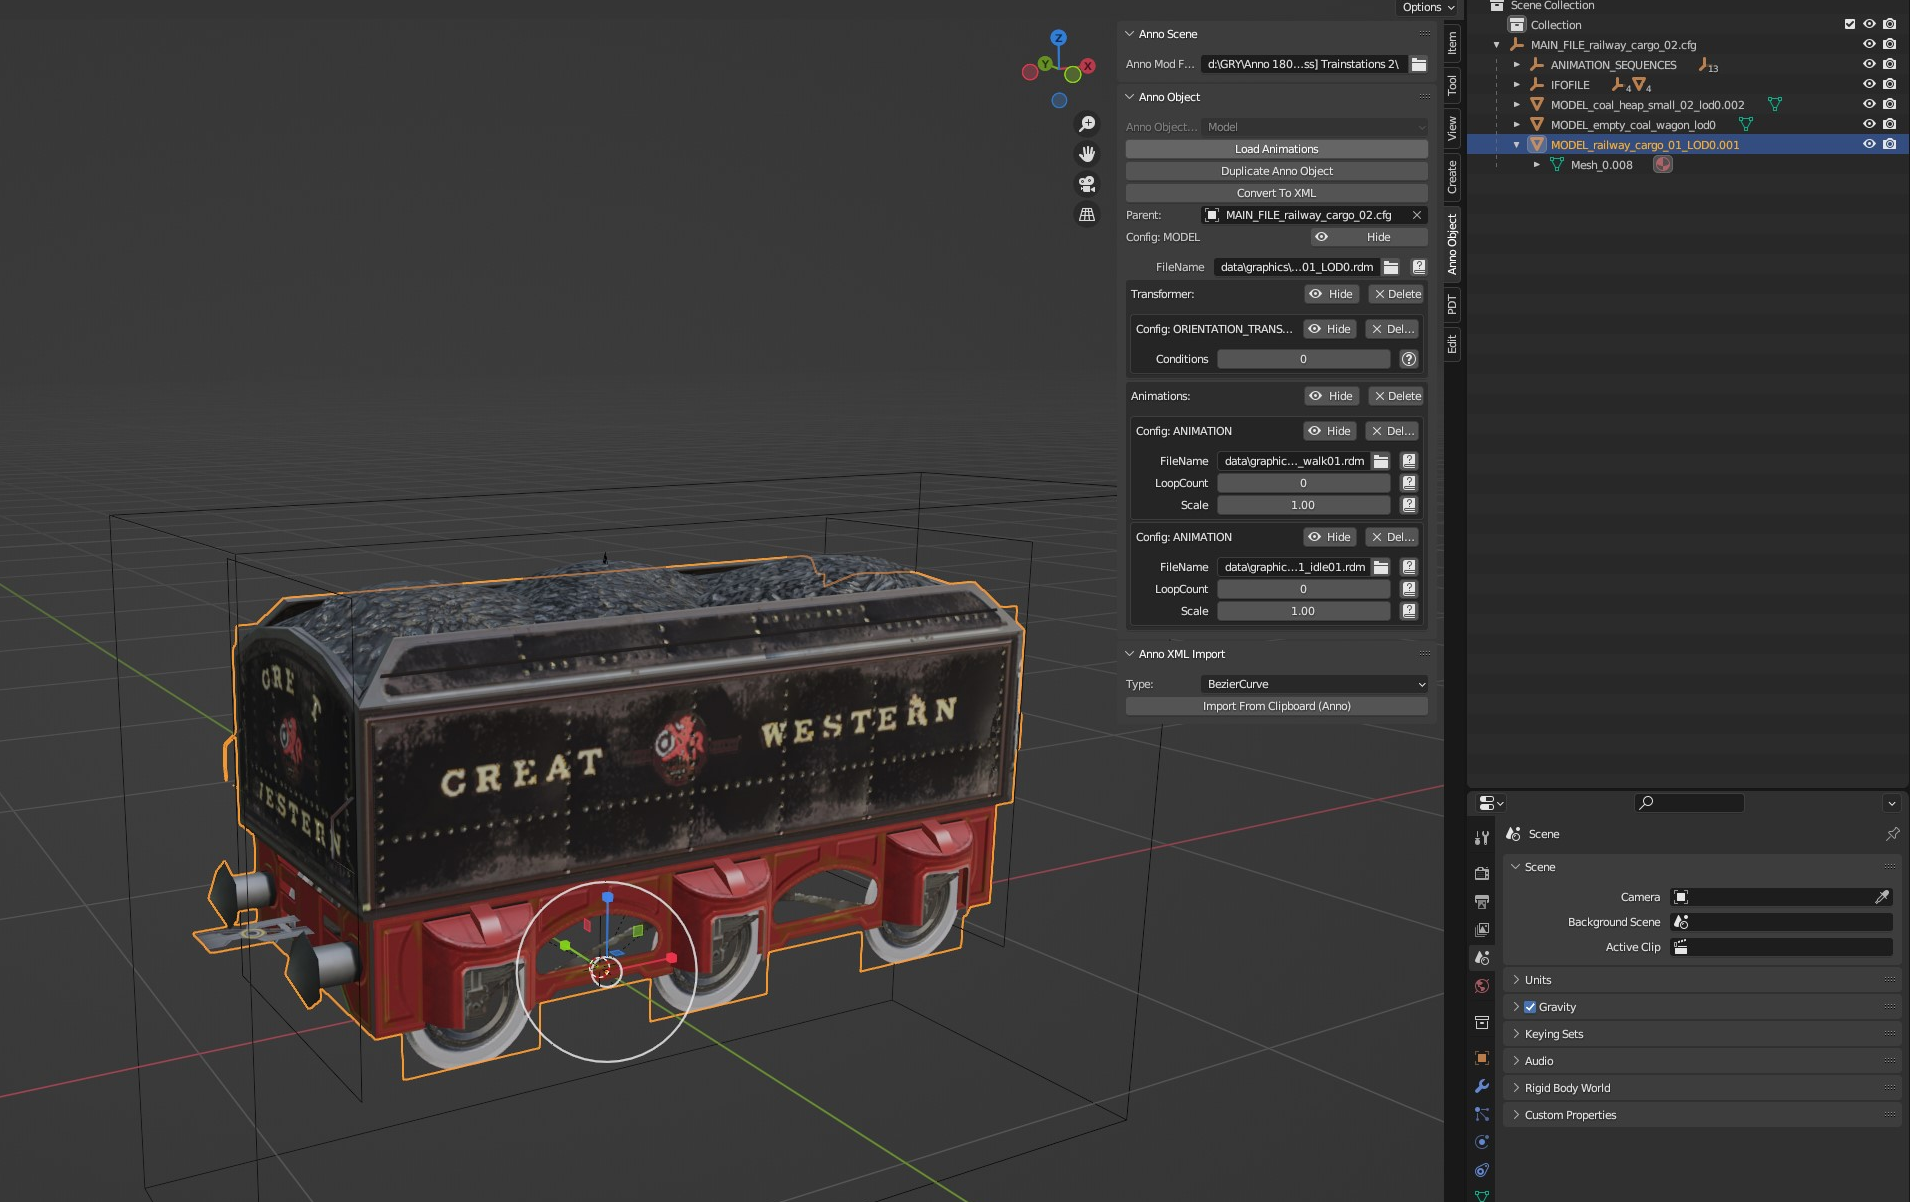 Options
Anno Scene
Anno Mod F... d:\GRY\Anno 180...ss] Trainstations 2\
Anno Object
Anno Object... Model
Load Animations
Duplicate Anno Object
Convert To XML
Parent: MAIN_FILE_railway_cargo_02.cfg
Config: MODEL Hide
FileName data\graphics\...01_LOD0.rdm
Transformer: Hide Delete
Config: ORIENTATION_TRANS... Hide Del...
Conditions 0
Animations: Hide Delete
Config: ANIMATION Hide Del...
FileName data\graphic..._walk01.rdm
LoopCount 0
Scale 1.00
Config: ANIMATION Hide Del...
FileName data\graphic...1_idle01.rdm
LoopCount 0
Scale 1.00
Anno XML Import
Type: BezierCurve
Import From Clipboard (Anno)
Item
Tool
View
Create
Anno Object
PDT
Edit
Z
Y
X
GREAT WESTERN
GREAT
WESTERN
Scene Collection
Collection
MAIN_FILE_railway_cargo_02.cfg
ANIMATION_SEQUENCES 13
IFOFILE 4 4
MODEL_coal_heap_small_02_lod0.002
MODEL_empty_coal_wagon_lod0
MODEL_railway_cargo_01_LOD0.001
Mesh_0.008
Scene
Scene
Camera
Background Scene
Active Clip
Units
Gravity
Keying Sets
Audio
Rigid Body World
Custom Properties